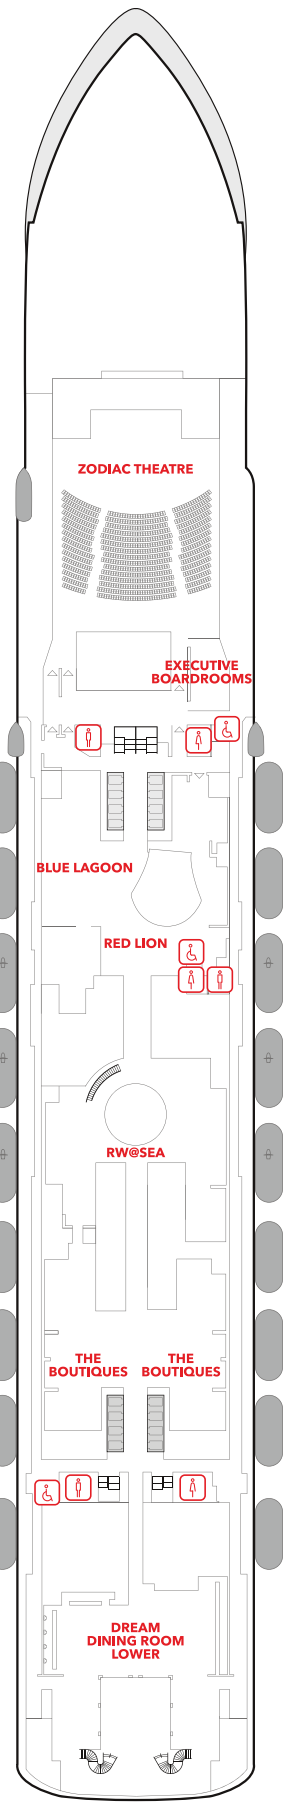 ZODIAC THEATRE
EXECUTIVE
BOARDROOMS
BLUE LAGOON
RED LION
RW@SEA
THE
BOUTIQUES
THE
BOUTIQUES
DREAM
DINING ROOM
LOWER